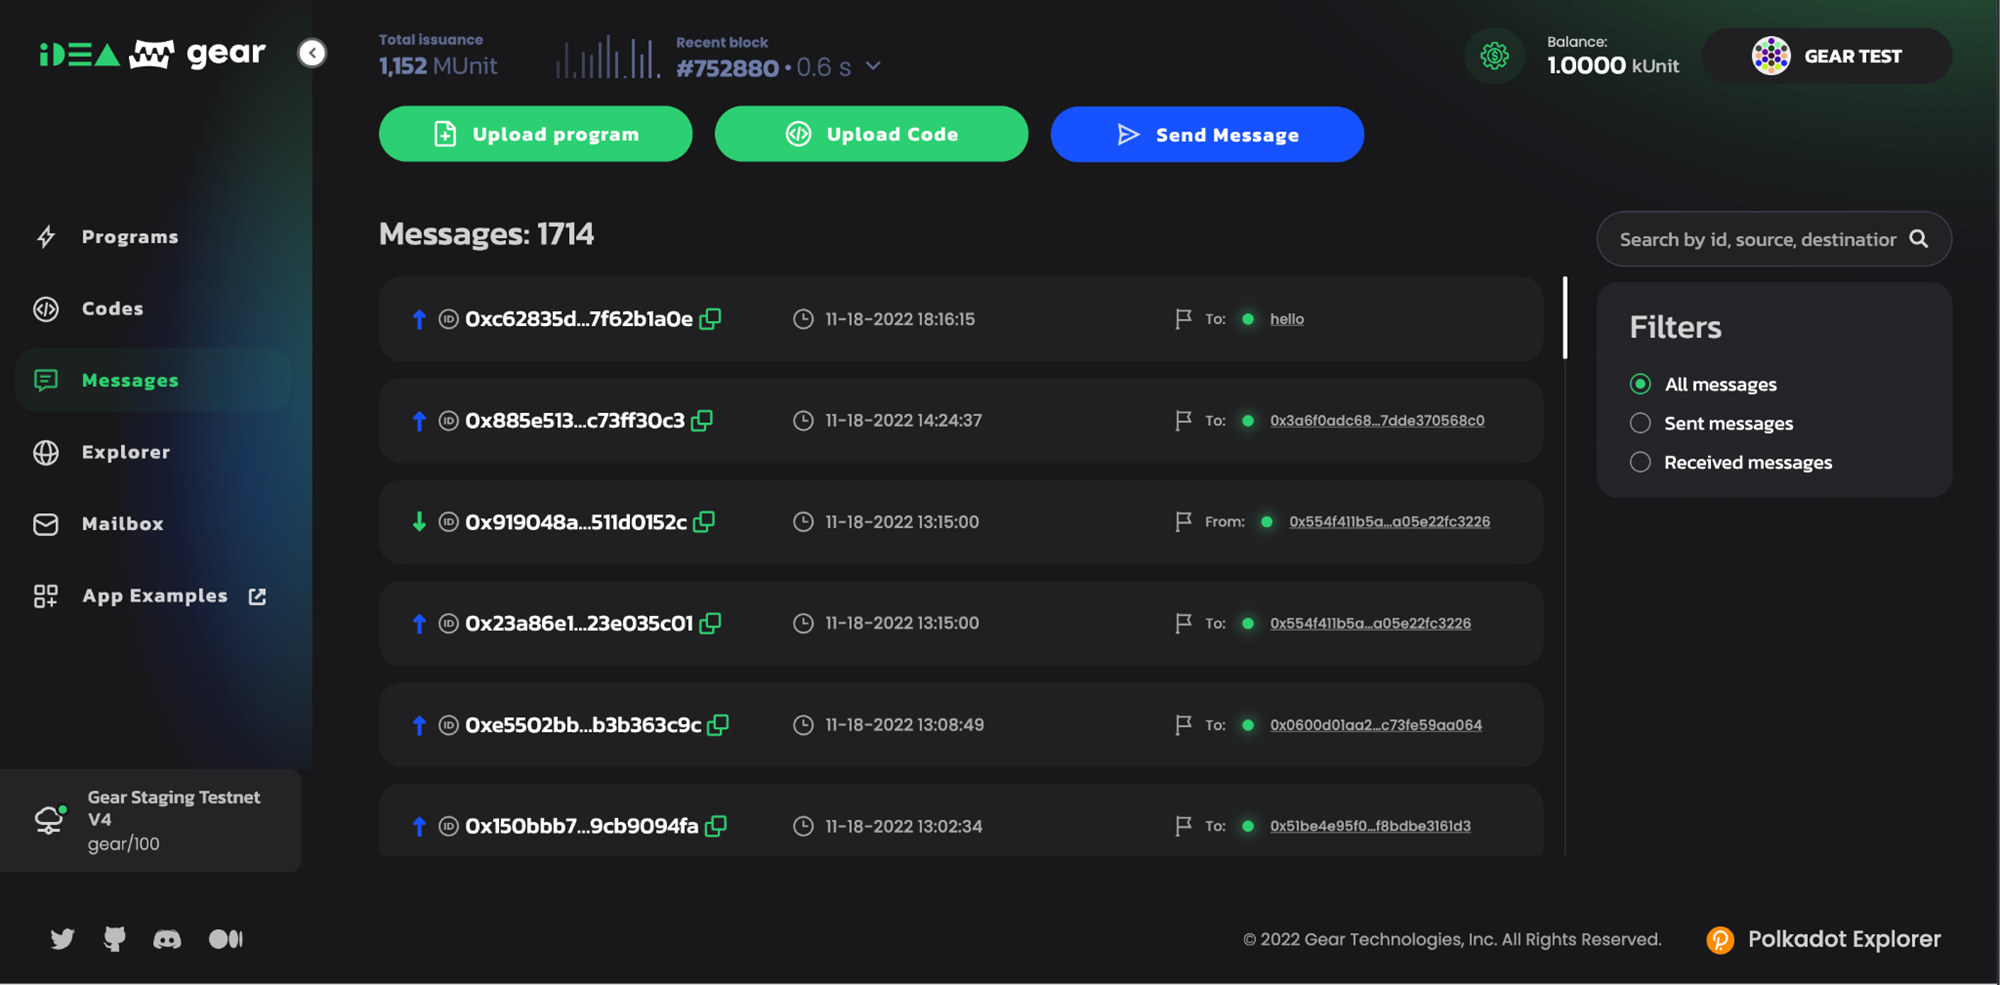 iDEA gear
Total issuance
1,152 MUnit
Recent block
#752880 • 0.6 s
Balance:
1.0000 kUnit
GEAR TEST
Upload program
Upload Code
Send Message
Programs
Codes
Messages
Explorer
Mailbox
App Examples
Gear Staging Testnet
V4
gear/100
Messages: 1714
ID 0xc62835d...7f62b1a0e 11-18-2022 18:16:15 To: hello
ID 0x885e513...c73ff30c3 11-18-2022 14:24:37 To: 0x3a6f0adc68...7dde370568c0
ID 0x919048a...511d0152c 11-18-2022 13:15:00 From: 0x554f411b5a...a05e22fc3226
ID 0x23a86e1...23e035c01 11-18-2022 13:15:00 To: 0x554f411b5a...a05e22fc3226
ID 0xe5502bb...b3b363c9c 11-18-2022 13:08:49 To: 0x0600d01aa2...c73fe59aa064
ID 0x150bbb7...9cb9094fa 11-18-2022 13:02:34 To: 0x51be4e95f0...f8bdbe3161d3
Search by id, source, destination
Filters
All messages
Sent messages
Received messages
© 2022 Gear Technologies, Inc. All Rights Reserved.
Polkadot Explorer